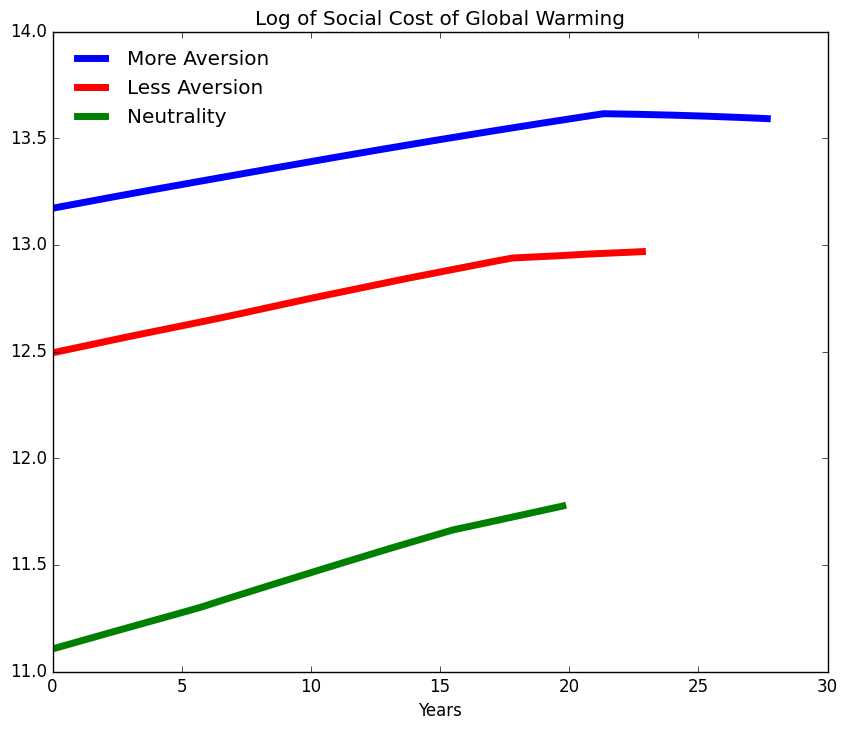 Log of Social Cost of Global Warming
14.0
More Aversion
Less Aversion
Neutrality
13.5
13.0
12.5
12.0
11.5
11.0
0 5 10 15 20 25 30
Years